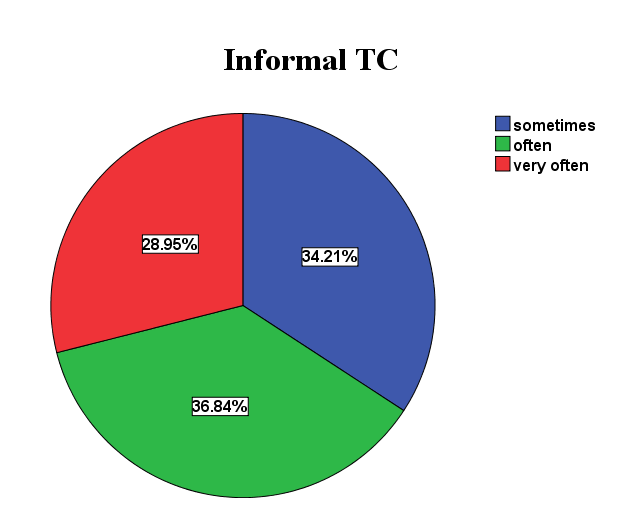 Informal TC
sometimes
often
very often
28.95%
34.21%
36.84%